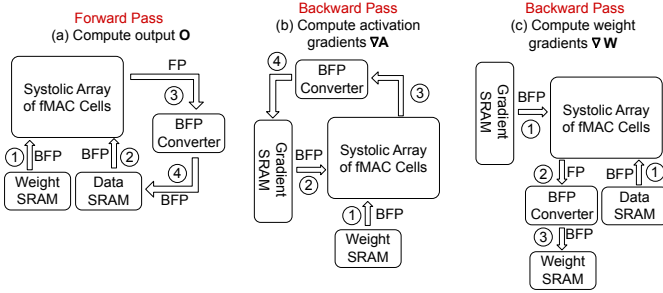 Forward Pass
(a) Compute output O
Systolic Array
of fMAC Cells
FP
3
BFP
Converter
1
BFP
BFP
2
4
BFP
Weight
SRAM
Data
SRAM
Backward Pass
(b) Compute activation
gradients ∇A
4
BFP
Converter
3
Gradient
SRAM
BFP
2
Systolic Array
of fMAC Cells
1
BFP
Weight
SRAM
Backward Pass
(c) Compute weight
gradients ∇ W
Gradient
SRAM
BFP
1
Systolic Array
of fMAC Cells
2
FP
BFP
1
BFP
Converter
Data
SRAM
3
BFP
Weight
SRAM